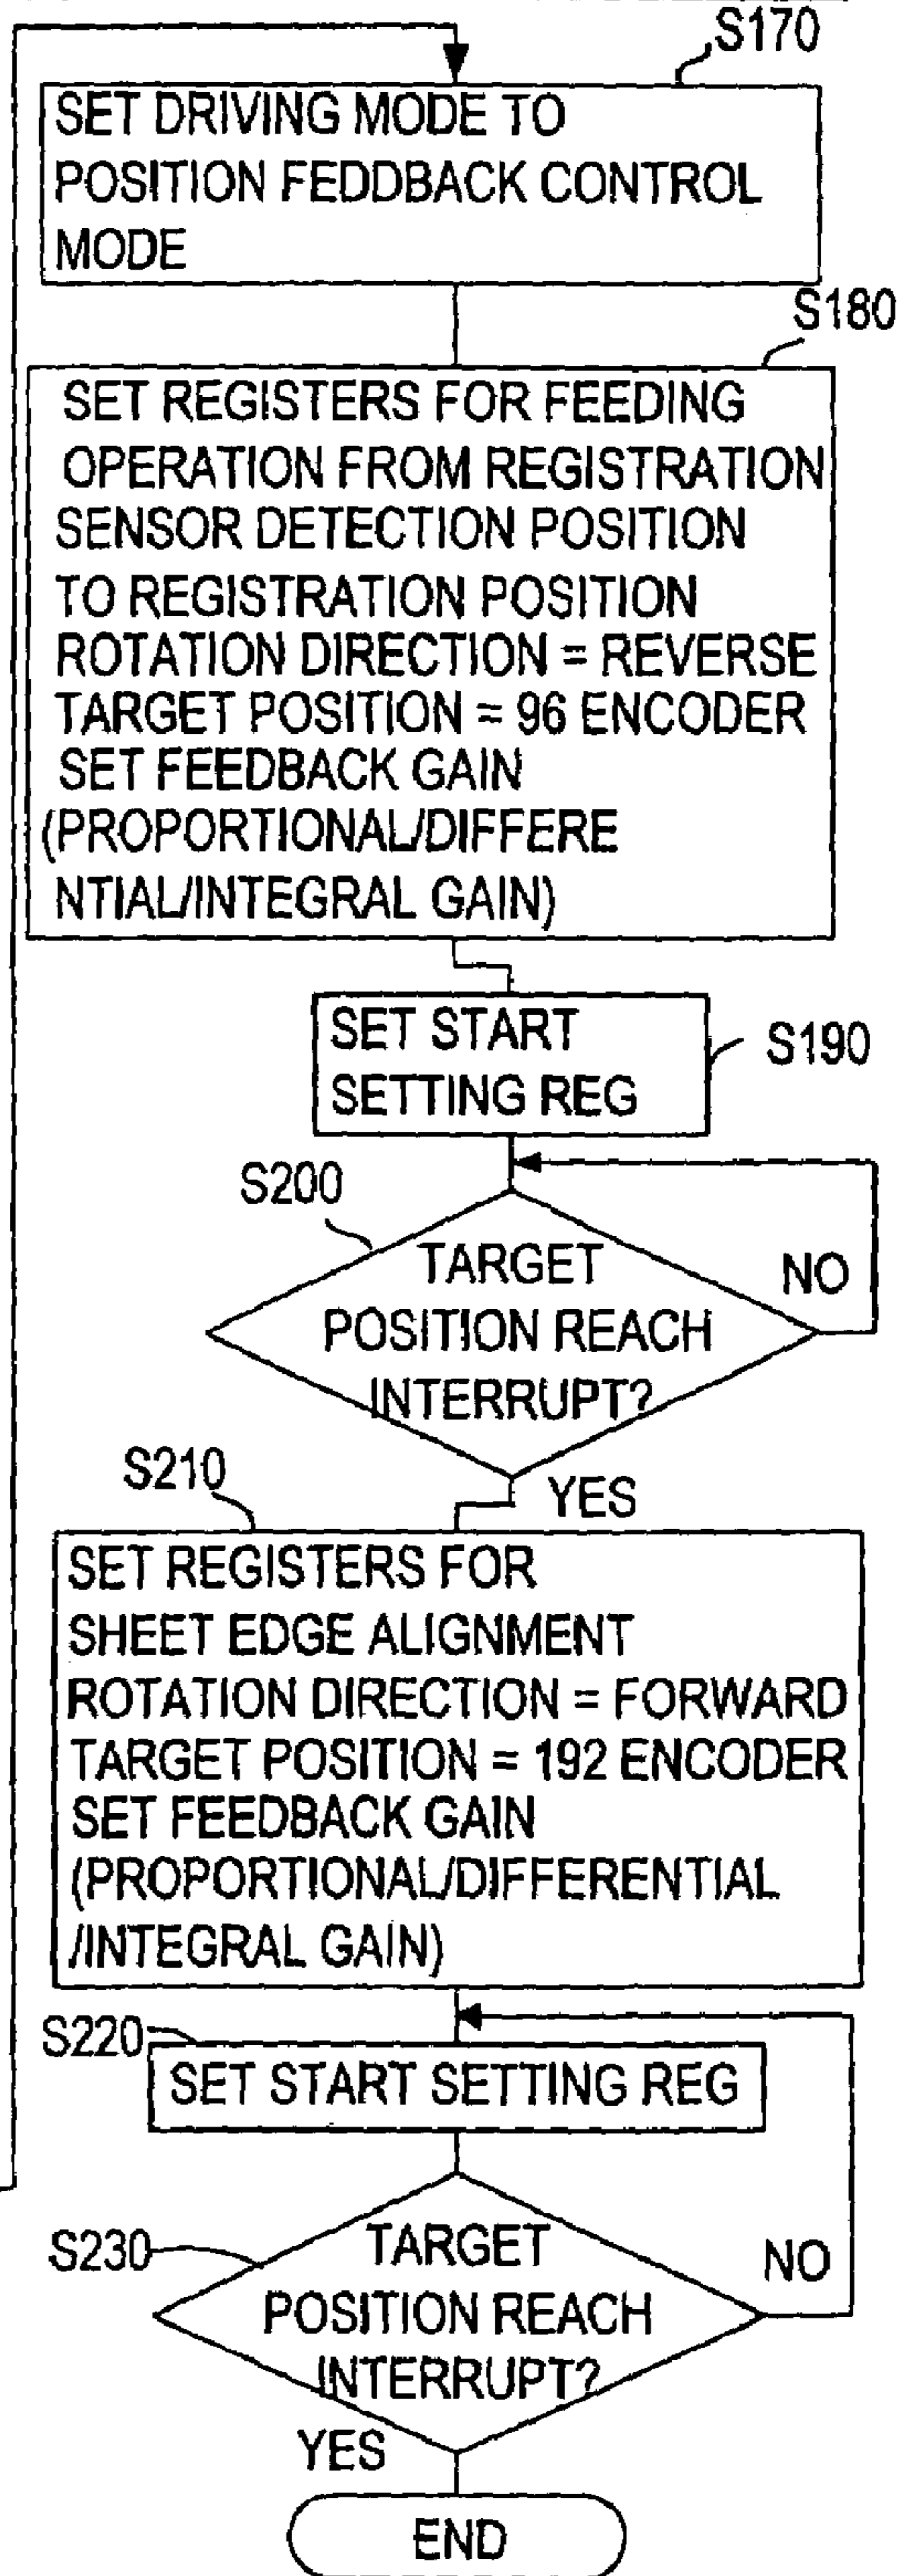 S170
SET DRIVING MODE TO
POSITION FEDDBACK CONTROL
MODE
S180
SET REGISTERS FOR FEEDING
OPERATION FROM REGISTRATION
SENSOR DETECTION POSITION
TO REGISTRATION POSITION
ROTATION DIRECTION = REVERSE
TARGET POSITION = 96 ENCODER
SET FEEDBACK GAIN
(PROPORTIONAL/DIFFERE
NTIAL/INTEGRAL GAIN)
SET START
SETTING REG
S190
S200
TARGET
POSITION REACH
INTERRUPT?
NO
YES
S210
SET REGISTERS FOR
SHEET EDGE ALIGNMENT
ROTATION DIRECTION = FORWARD
TARGET POSITION = 192 ENCODER
SET FEEDBACK GAIN
(PROPORTIONAL/DIFFERENTIAL
/INTEGRAL GAIN)
S220
SET START SETTING REG
S230
TARGET
POSITION REACH
INTERRUPT?
NO
YES
END